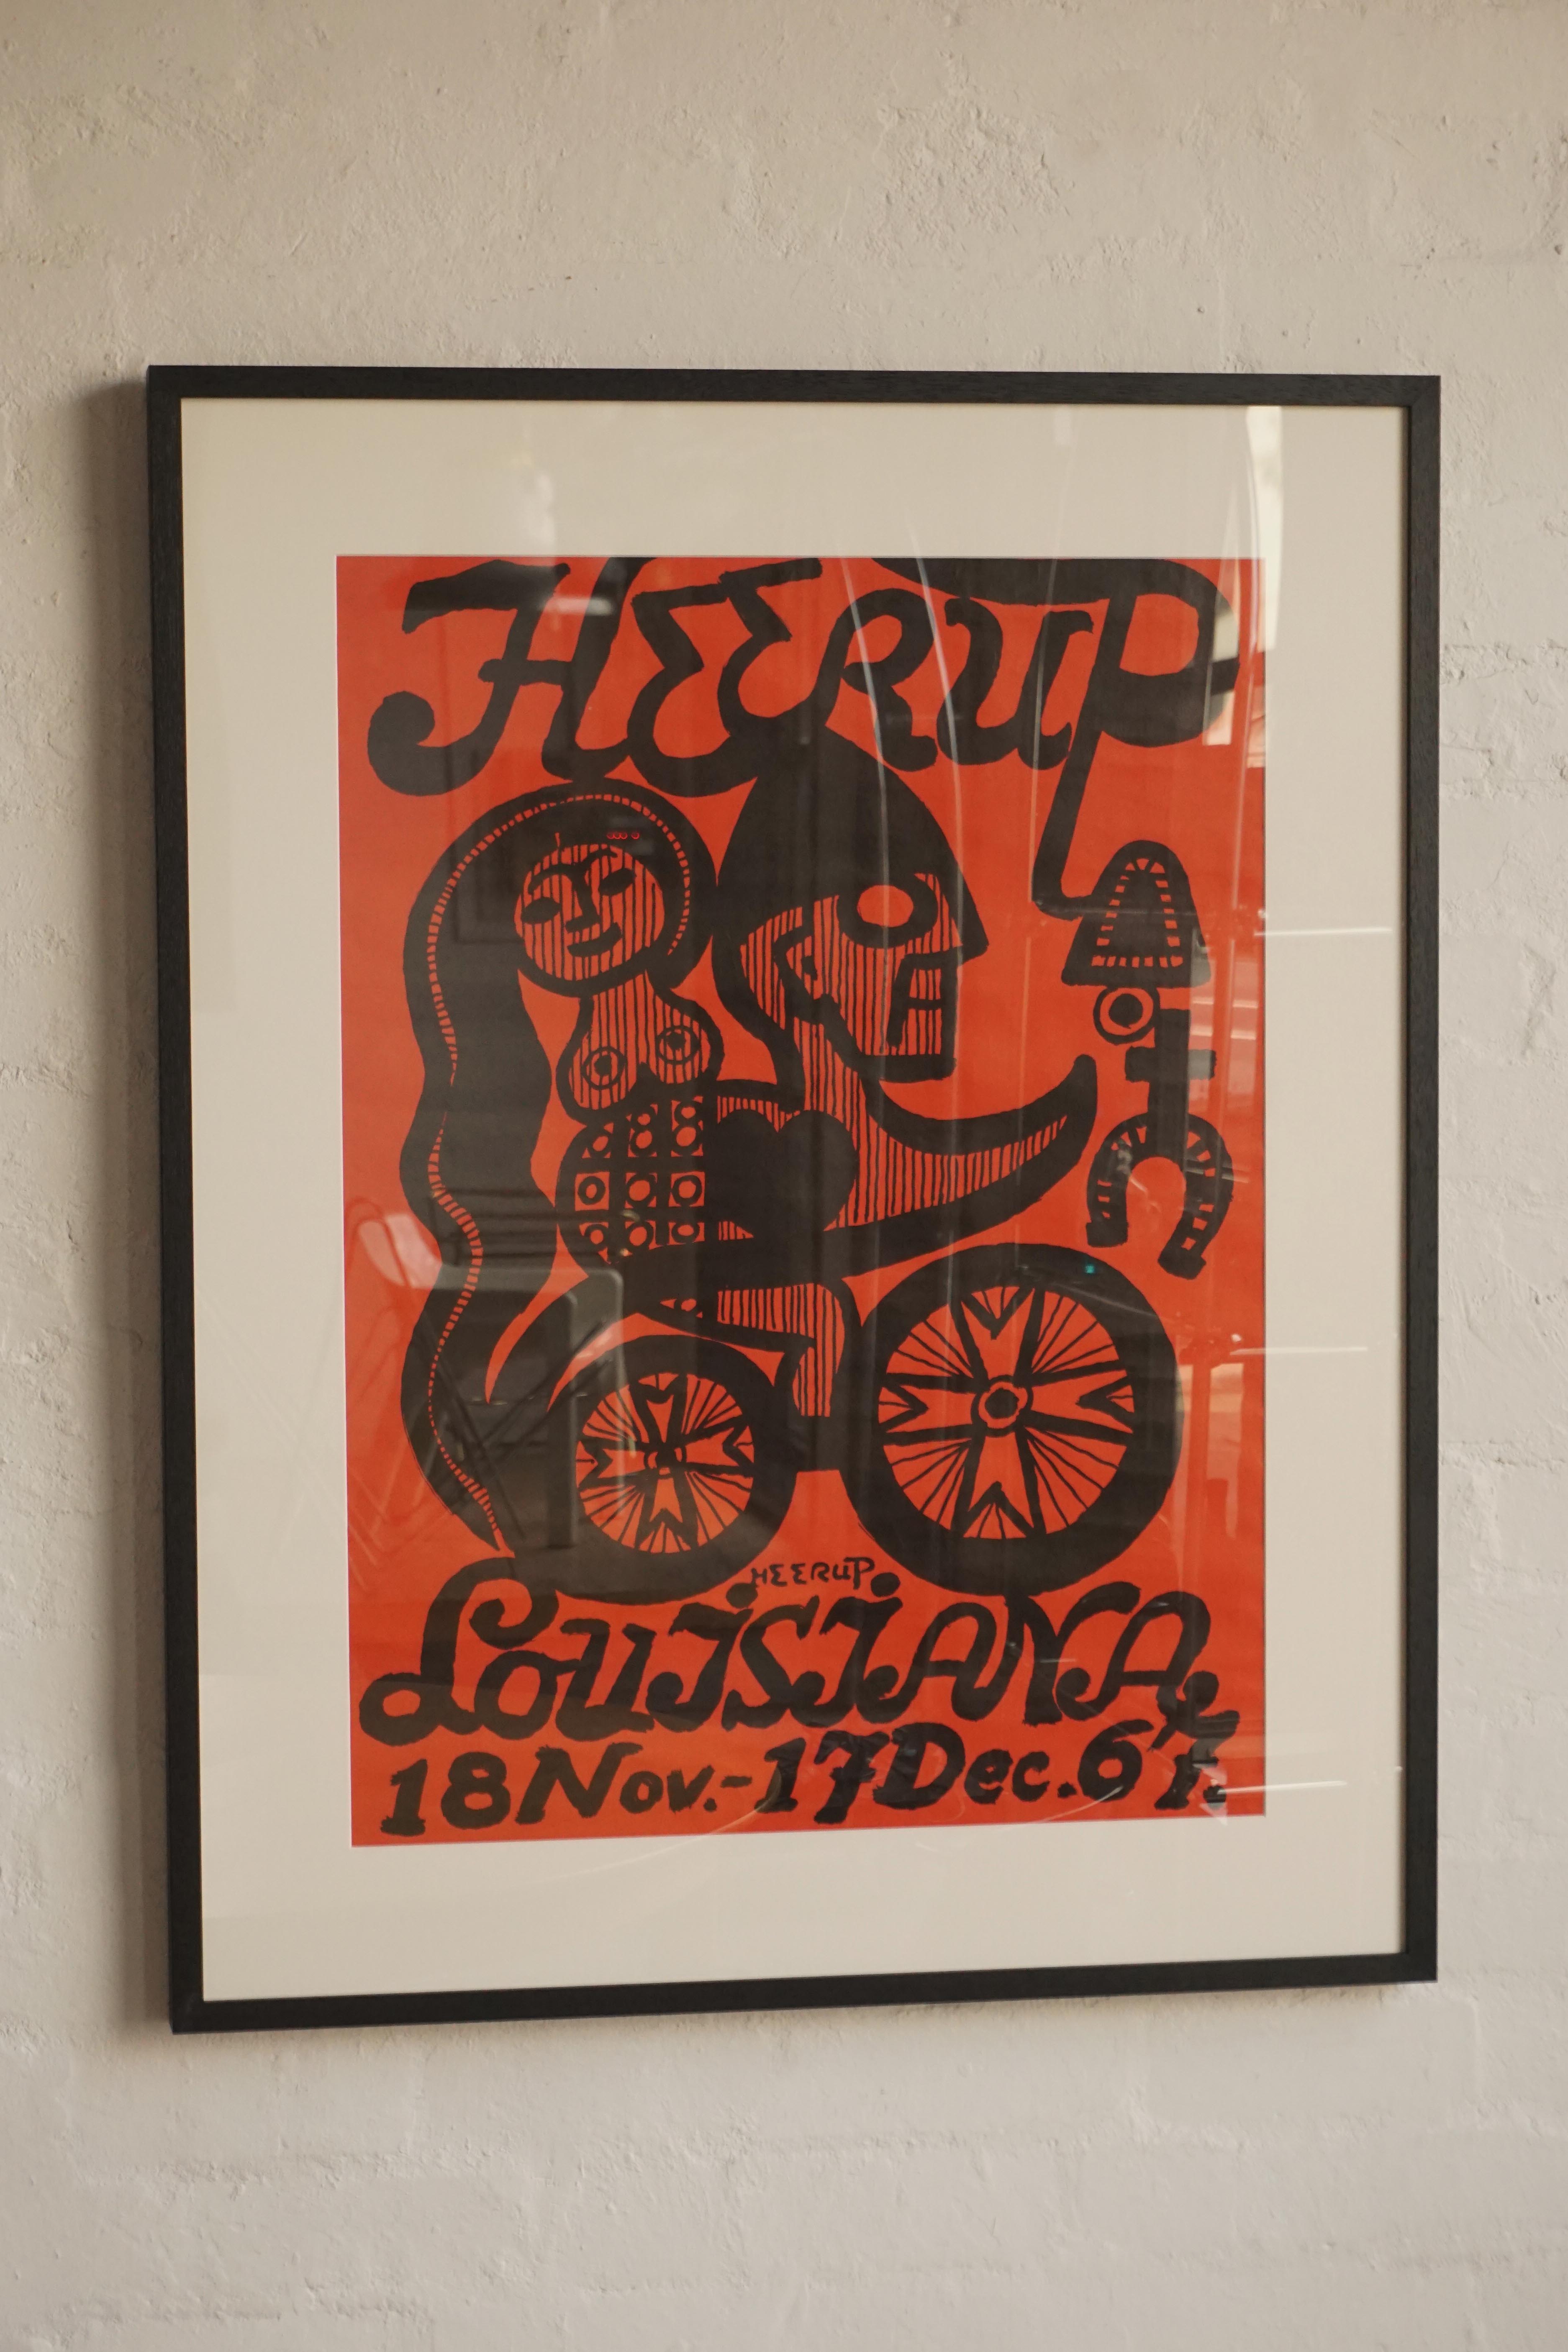 HEERUP
HEERUP
LOUISIANA
18 Nov.-17 Dec. 67.